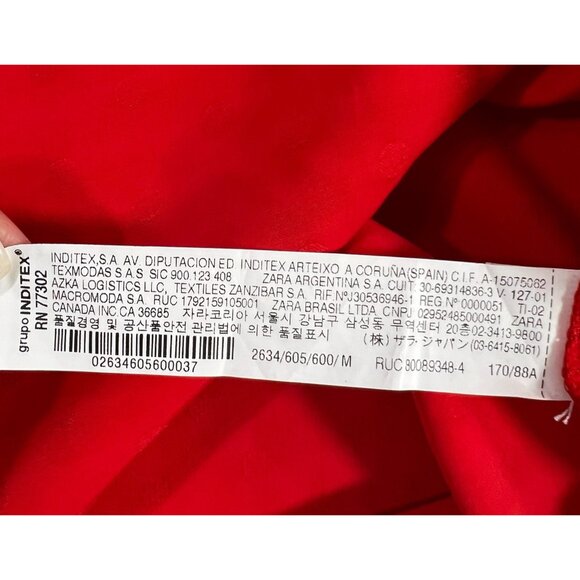 grupo INDITEX®
RN 77302
INDITEX,S.A. AV. DIPUTACION ED. INDITEX ARTEIXO A CORUÑA(SPAIN) C.I.F. A-15075062
TEXMODAS S A S SIC 900.123 408 ZARA ARGENTINA S.A. CUIT 30-69314836-3 V- 127-01
AZKA LOGISTICS LLC, TEXTILES ZANZIBAR S.A. RIF.NºJ30536946-1 REG Nº 0000051 TI-02
MACROMODA S.A. RÚC 1792159105001 ZARA BRASIL LTDA. CNPJ 02952485000491 ZARA
CANADA INC.CA 36685 자라코리아 서울시 강남구 삼성동 무역센터 20층 02-3413-9800
품질경영 및 공산품안전 관리법에 의한 품질표시 (株) ザラ ジャパン (03-6415-8061)
02634605600037 2634/605/600/ M RUC 80089348-4 170/88A